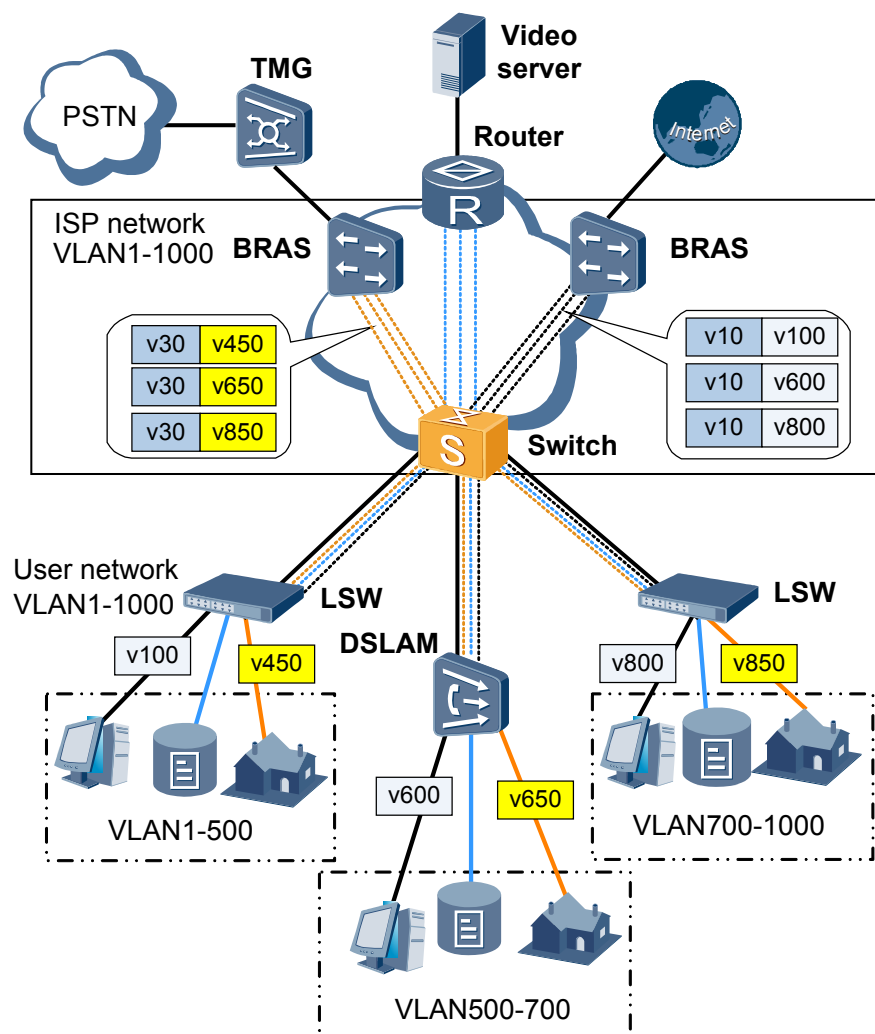 Video
server
TMG
PSTN
Internet
Router
R
ISP network
VLAN1-1000
BRAS
BRAS
v30 v450
v30 v650
v30 v850
v10 v100
v10 v600
v10 v800
S
Switch
User network
VLAN1-1000
LSW
LSW
DSLAM
v100
v450
v800
v850
v600
v650
VLAN1-500
VLAN700-1000
VLAN500-700